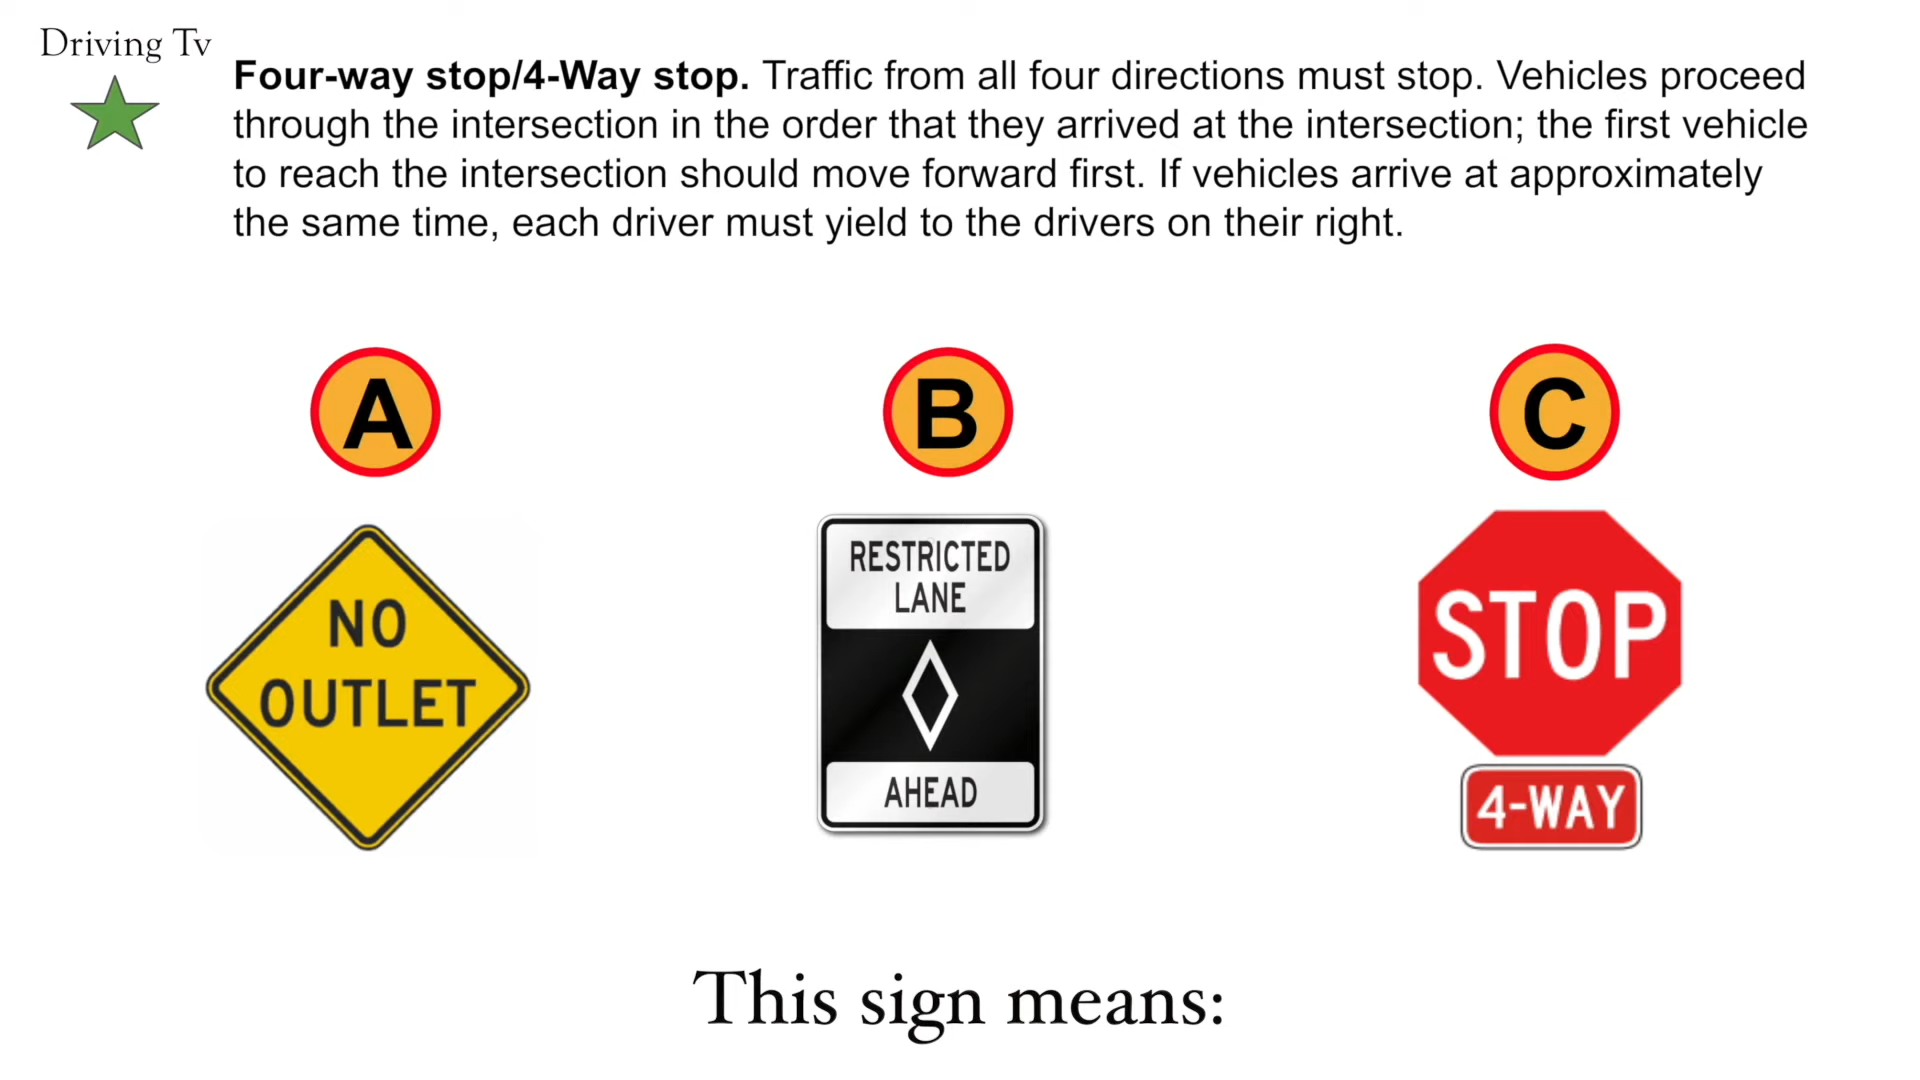 Driving Tv
Four-way stop/4-Way stop. Traffic from all four directions must stop. Vehicles proceed
through the intersection in the order that they arrived at the intersection; the first vehicle
to reach the intersection should move forward first. If vehicles arrive at approximately
the same time, each driver must yield to the drivers on their right.
A
B
C
NO
OUTLET
RESTRICTED
LANE
AHEAD
STOP
4-WAY
This sign means: